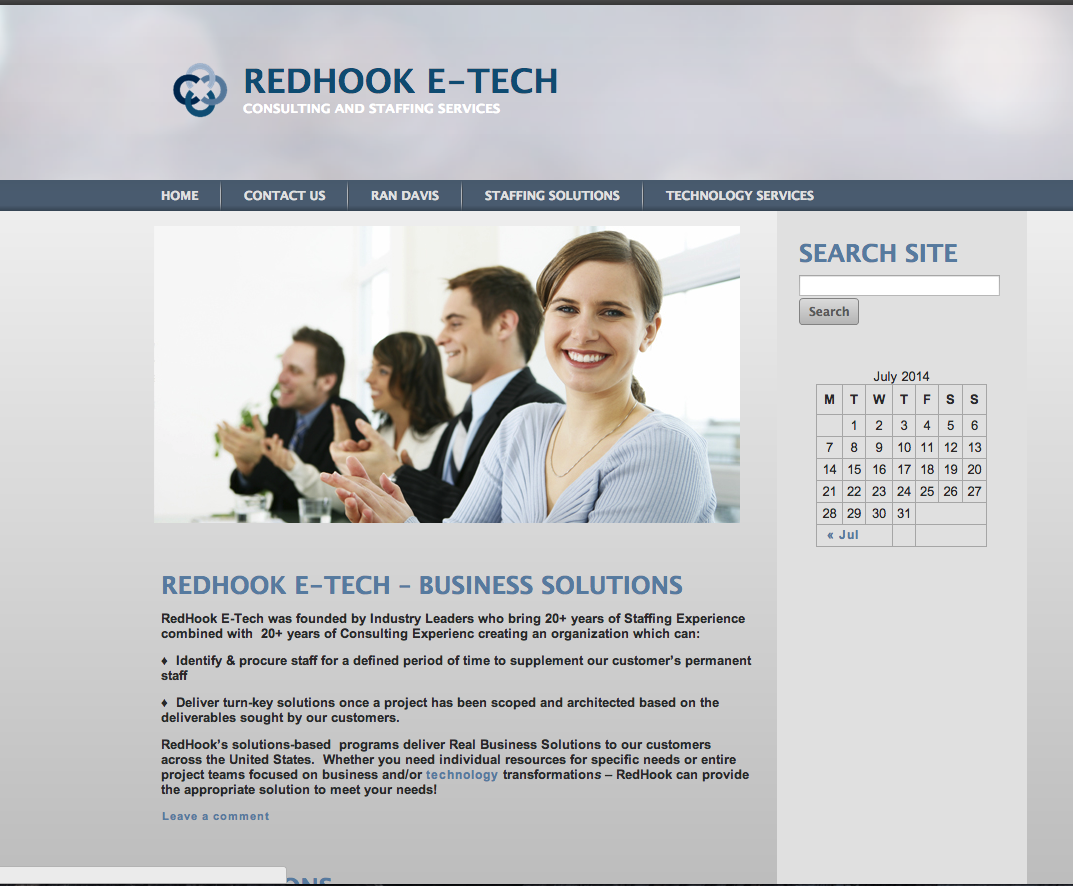 REDHOOK E-TECH
CONSULTING AND STAFFING SERVICES
HOME CONTACT US RAN DAVIS STAFFING SOLUTIONS TECHNOLOGY SERVICES
SEARCH SITE
Search
July 2014
M T W T F S S
1 2 3 4 5 6
7 8 9 10 11 12 13
14 15 16 17 18 19 20
21 22 23 24 25 26 27
28 29 30 31
« Jul
REDHOOK E-TECH – BUSINESS SOLUTIONS
RedHook E-Tech was founded by Industry Leaders who bring 20+ years of Staffing Experience
combined with  20+ years of Consulting Experienc creating an organization which can:
♦  Identify & procure staff for a defined period of time to supplement our customer's permanent
staff
♦  Deliver turn-key solutions once a project has been scoped and architected based on the
deliverables sought by our customers.
RedHook's solutions-based  programs deliver Real Business Solutions to our customers
across the United States.  Whether you need individual resources for specific needs or entire
project teams focused on business and/or technology transformations – RedHook can provide
the appropriate solution to meet your needs!
Leave a comment